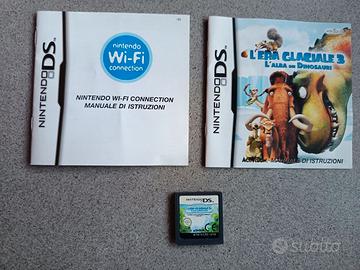 NINTENDO DS
nintendo
Wi-Fi
connection
NINTENDO WI-FI CONNECTION
MANUALE DI ISTRUZIONI
NINTENDO DS
L'ERA GLACIALE 3
L'ALBA DEI DINOSAURI
MANUALE DI ISTRUZIONI
NINTENDO DS
subito